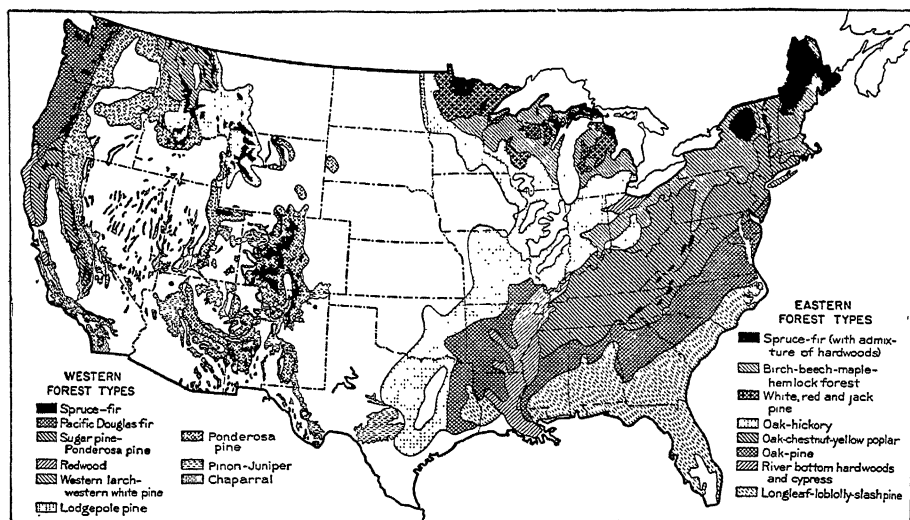 WESTERN
FOREST TYPES
Spruce-fir
Pacific Douglas fir
Sugar pine-
Ponderosa pine
Redwood
Western larch-
western white pine
Lodgepole pine
Ponderosa
pine
Pinon-Juniper
Chaparral
EASTERN
FOREST TYPES
Spruce-fir (with admix-
ture of hardwoods)
Birch-beech-maple-
hemlock forest
White, red and jack
pine
Oak-hickory
Oak-chestnut-yellow poplar
Oak-pine
River bottom hardwoods
and cypress
Longleaf-loblolly-slash pine